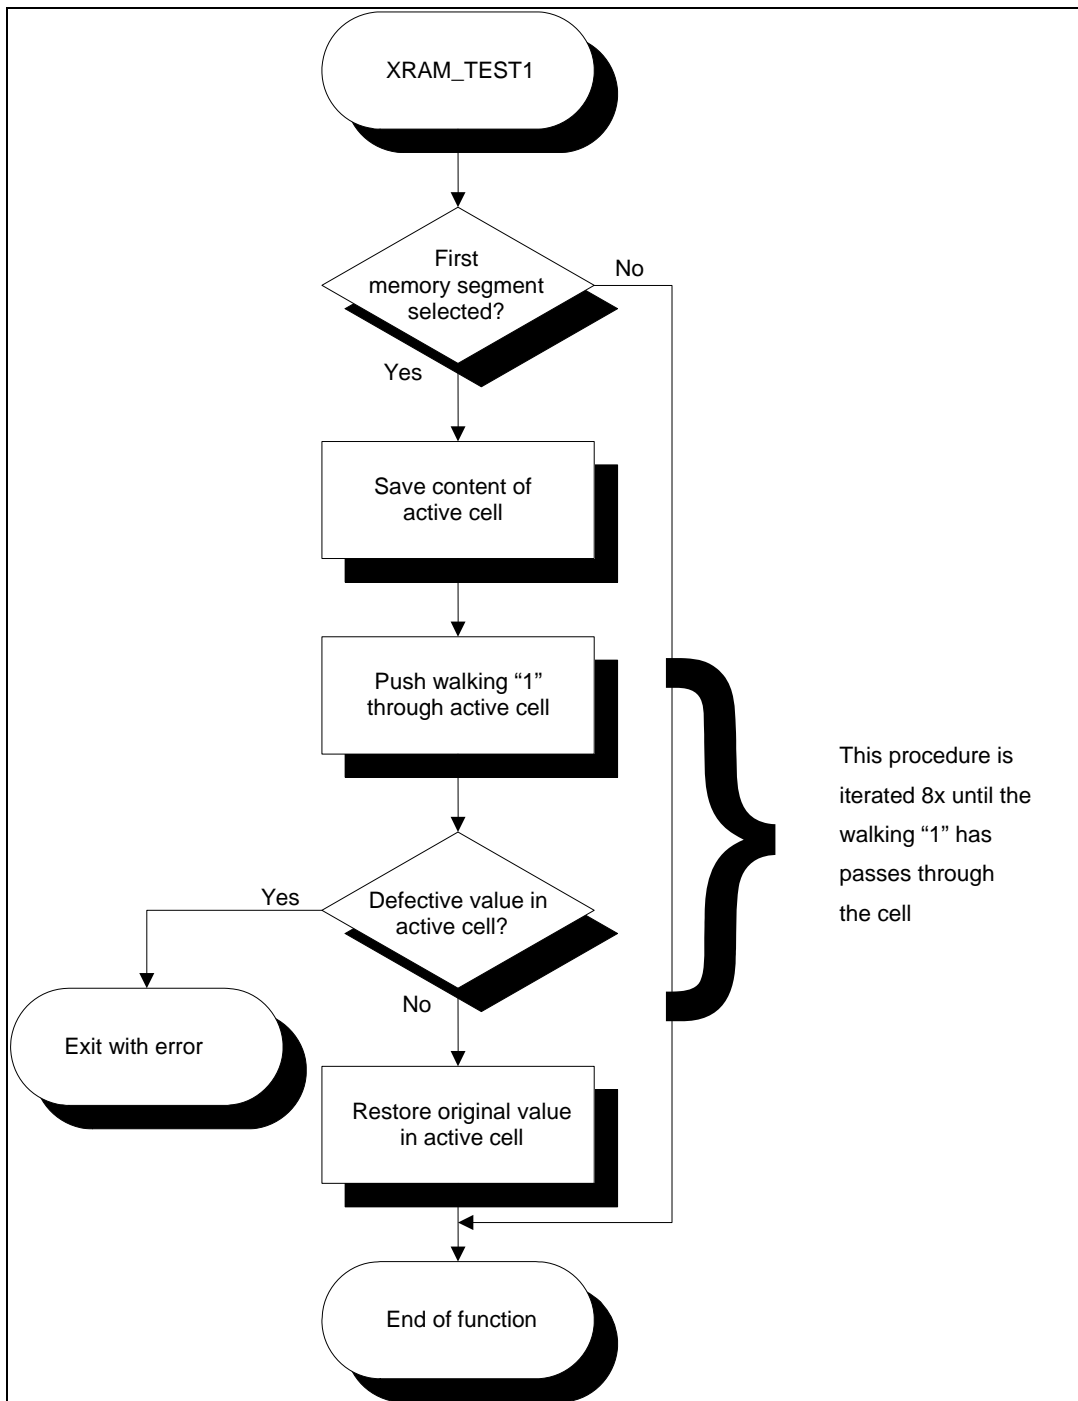 XRAM_TEST1
First
memory segment
selected?
No
Yes
Save content of
active cell
Push walking “1”
through active cell
This procedure is
iterated 8x until the
walking “1” has
passes through
the cell
Yes
Defective value in
active cell?
No
Exit with error
Restore original value
in active cell
End of function